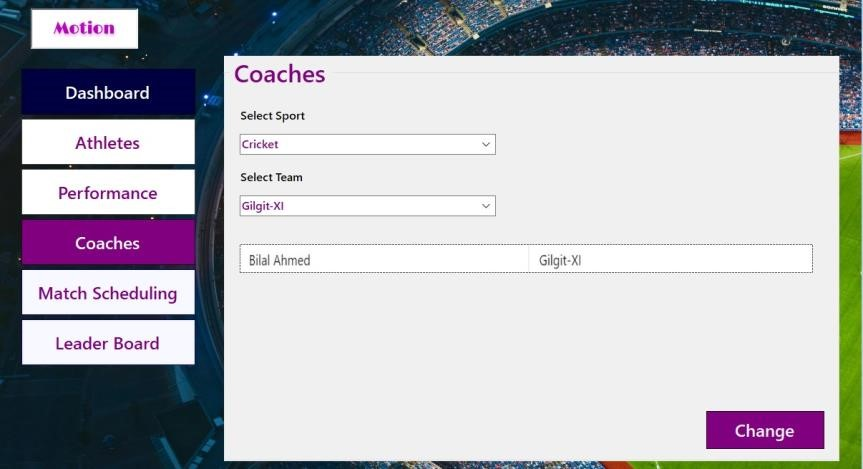 Motion
Dashboard
Athletes
Performance
Coaches
Match Scheduling
Leader Board
Coaches
Select Sport
Cricket
Select Team
Gilgit-XI
Bilal Ahmed Gilgit-XI
Change